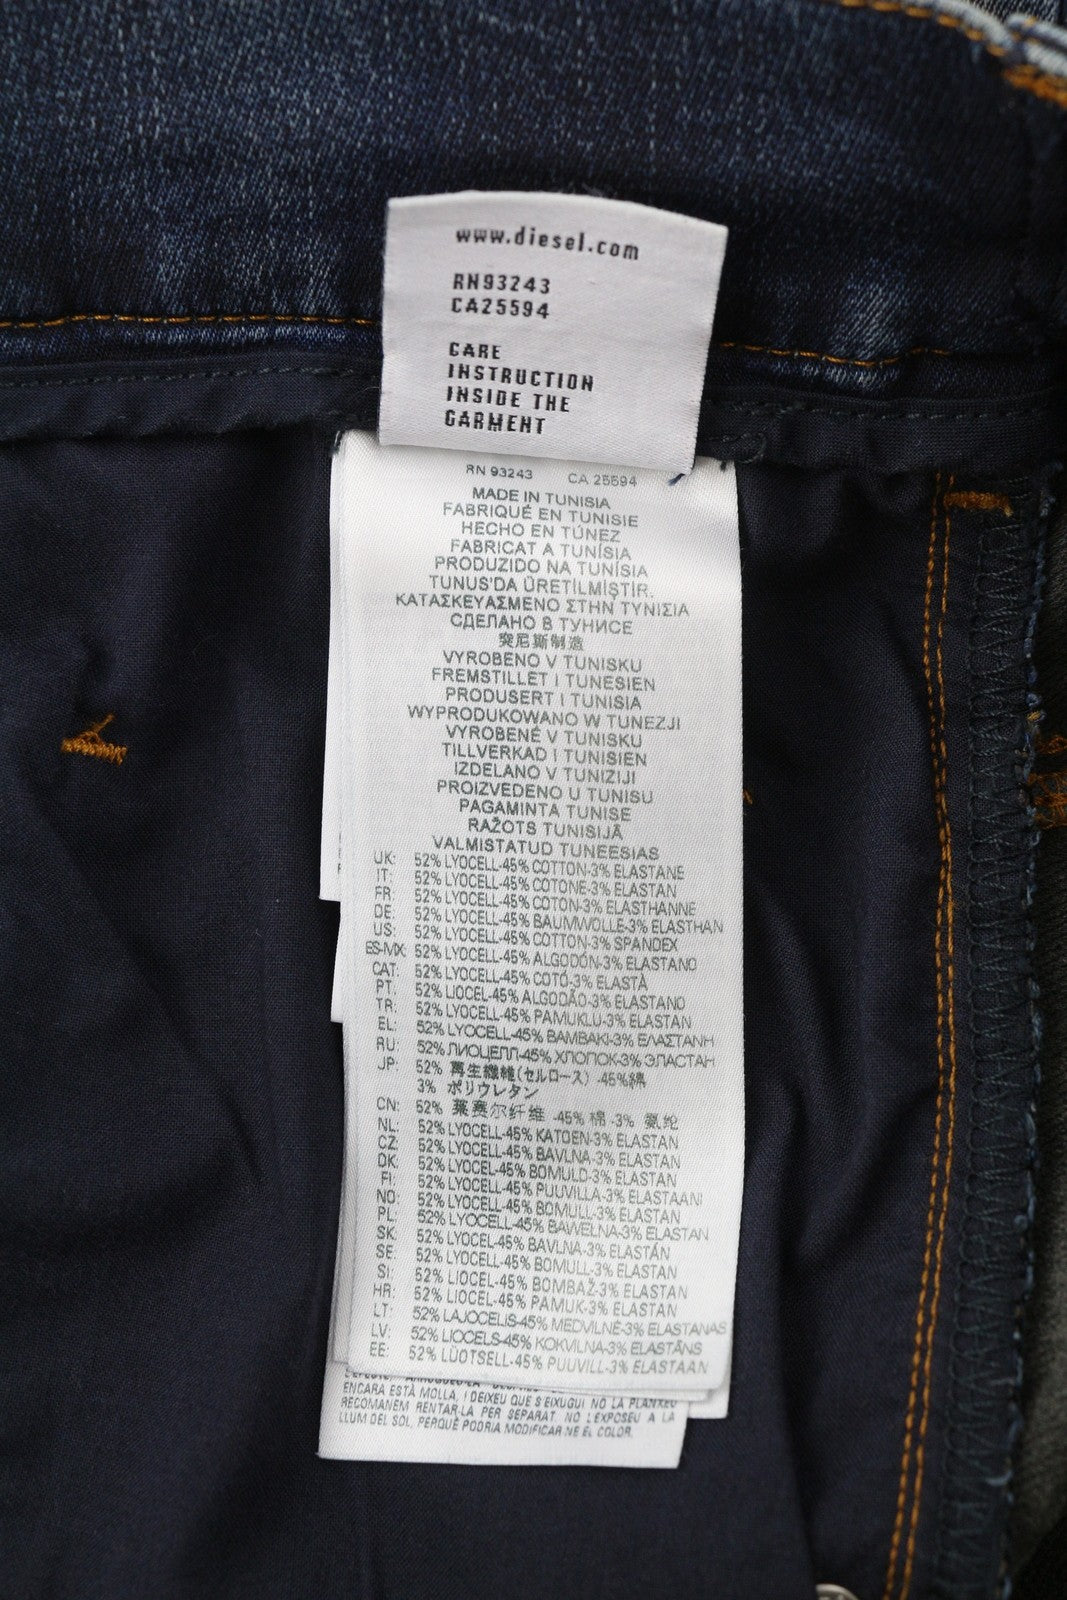 www.diesel.com
RN93243
CA25594
CARE
INSTRUCTION
INSIDE THE
GARMENT
RN 93243 CA 25594
MADE IN TUNISIA
FABRIQUÉ EN TUNISIE
HECHO EN TÚNEZ
FABRICAT A TUNÍSIA
PRODUZIDO NA TUNÍSIA
TUNUS'DA ÜRETİLMİŞTİR.
ΚΑΤΑΣΚΕΥΑΣΜΕΝΟ ΣΤΗΝ ΤΥΝΙΣΙΑ
СДЕЛАНО В ТУНИСЕ
突尼斯制造
VYROBENO V TUNISKU
FREMSTILLET I TUNESIEN
PRODUSERT I TUNISIA
WYPRODUKOWANO W TUNEZJI
VYROBENÉ V TUNISKU
TILLVERKAD I TUNISIEN
IZDELANO V TUNIZIJI
PROIZVEDENO U TUNISU
PAGAMINTA TUNISE
RAŽOTS TUNISIJĀ
VALMISTATUD TUNEESIAS
UK: 52% LYOCELL-45% COTTON-3% ELASTANE
IT: 52% LYOCELL-45% COTONE-3% ELASTAN
FR: 52% LYOCELL-45% COTON-3% ELASTHANNE
DE: 52% LYOCELL-45% BAUMWOLLE-3% ELASTHAN
US: 52% LYOCELL-45% COTTON-3% SPANDEX
ES-MX: 52% LYOCELL-45% ALGODÓN-3% ELASTANO
CAT: 52% LYOCELL-45% COTÓ-3% ELASTÀ
PT: 52% LIOCEL-45% ALGODÃO-3% ELASTANO
TR: 52% LYOCELL-45% PAMUKLU-3% ELASTAN
EL: 52% LYOCELL-45% ΒΑΜΒΑΚΙ-3% ΕΛΑΣΤΑΝΗ
RU: 52% ЛИОЦЕЛЛ-45% ХЛОПОК-3% ЭЛАСТАН
JP: 52% 再生繊維(セルロース) -45%綿
3% ポリウレタン
CN: 52% 莱赛尔纤维 -45% 棉 -3% 氨纶
NL: 52% LYOCELL-45% KATOEN-3% ELASTAN
CZ: 52% LYOCELL-45% BAVLNA-3% ELASTAN
DK: 52% LYOCELL-45% BOMULD-3% ELASTAN
FI: 52% LYOCELL-45% PUUVILLA-3% ELASTAANI
NO: 52% LYOCELL-45% BOMULL-3% ELASTAN
PL: 52% LYOCELL-45% BAWEŁNA-3% ELASTAN
SK: 52% LYOCEL-45% BAVLNA-3% ELASTÁN
SE: 52% LYOCELL-45% BOMULL-3% ELASTAN
SI: 52% LIOCEL-45% BOMBAŽ-3% ELASTAN
HR: 52% LIOCEL-45% PAMUK-3% ELASTAN
LT: 52% LAJOCELIS-45% MEDVILNĖ-3% ELASTANAS
LV: 52% LIOCELS-45% KOKVILNA-3% ELASTĀNS
EE: 52% LÜOTSELL-45% PUUVILL-3% ELASTAAN
ENCARA ESTÀ MOLLA, I DEIXEU QUE S'EIXUGUI NO LA PLANXEU
RECOMANEM RENTAR-LA PER SEPARAT NO L'EXPOSEU A LA
LLUM DEL SOL, PERQUÈ PODRIA MODIFICAR-NE EL COLOR.